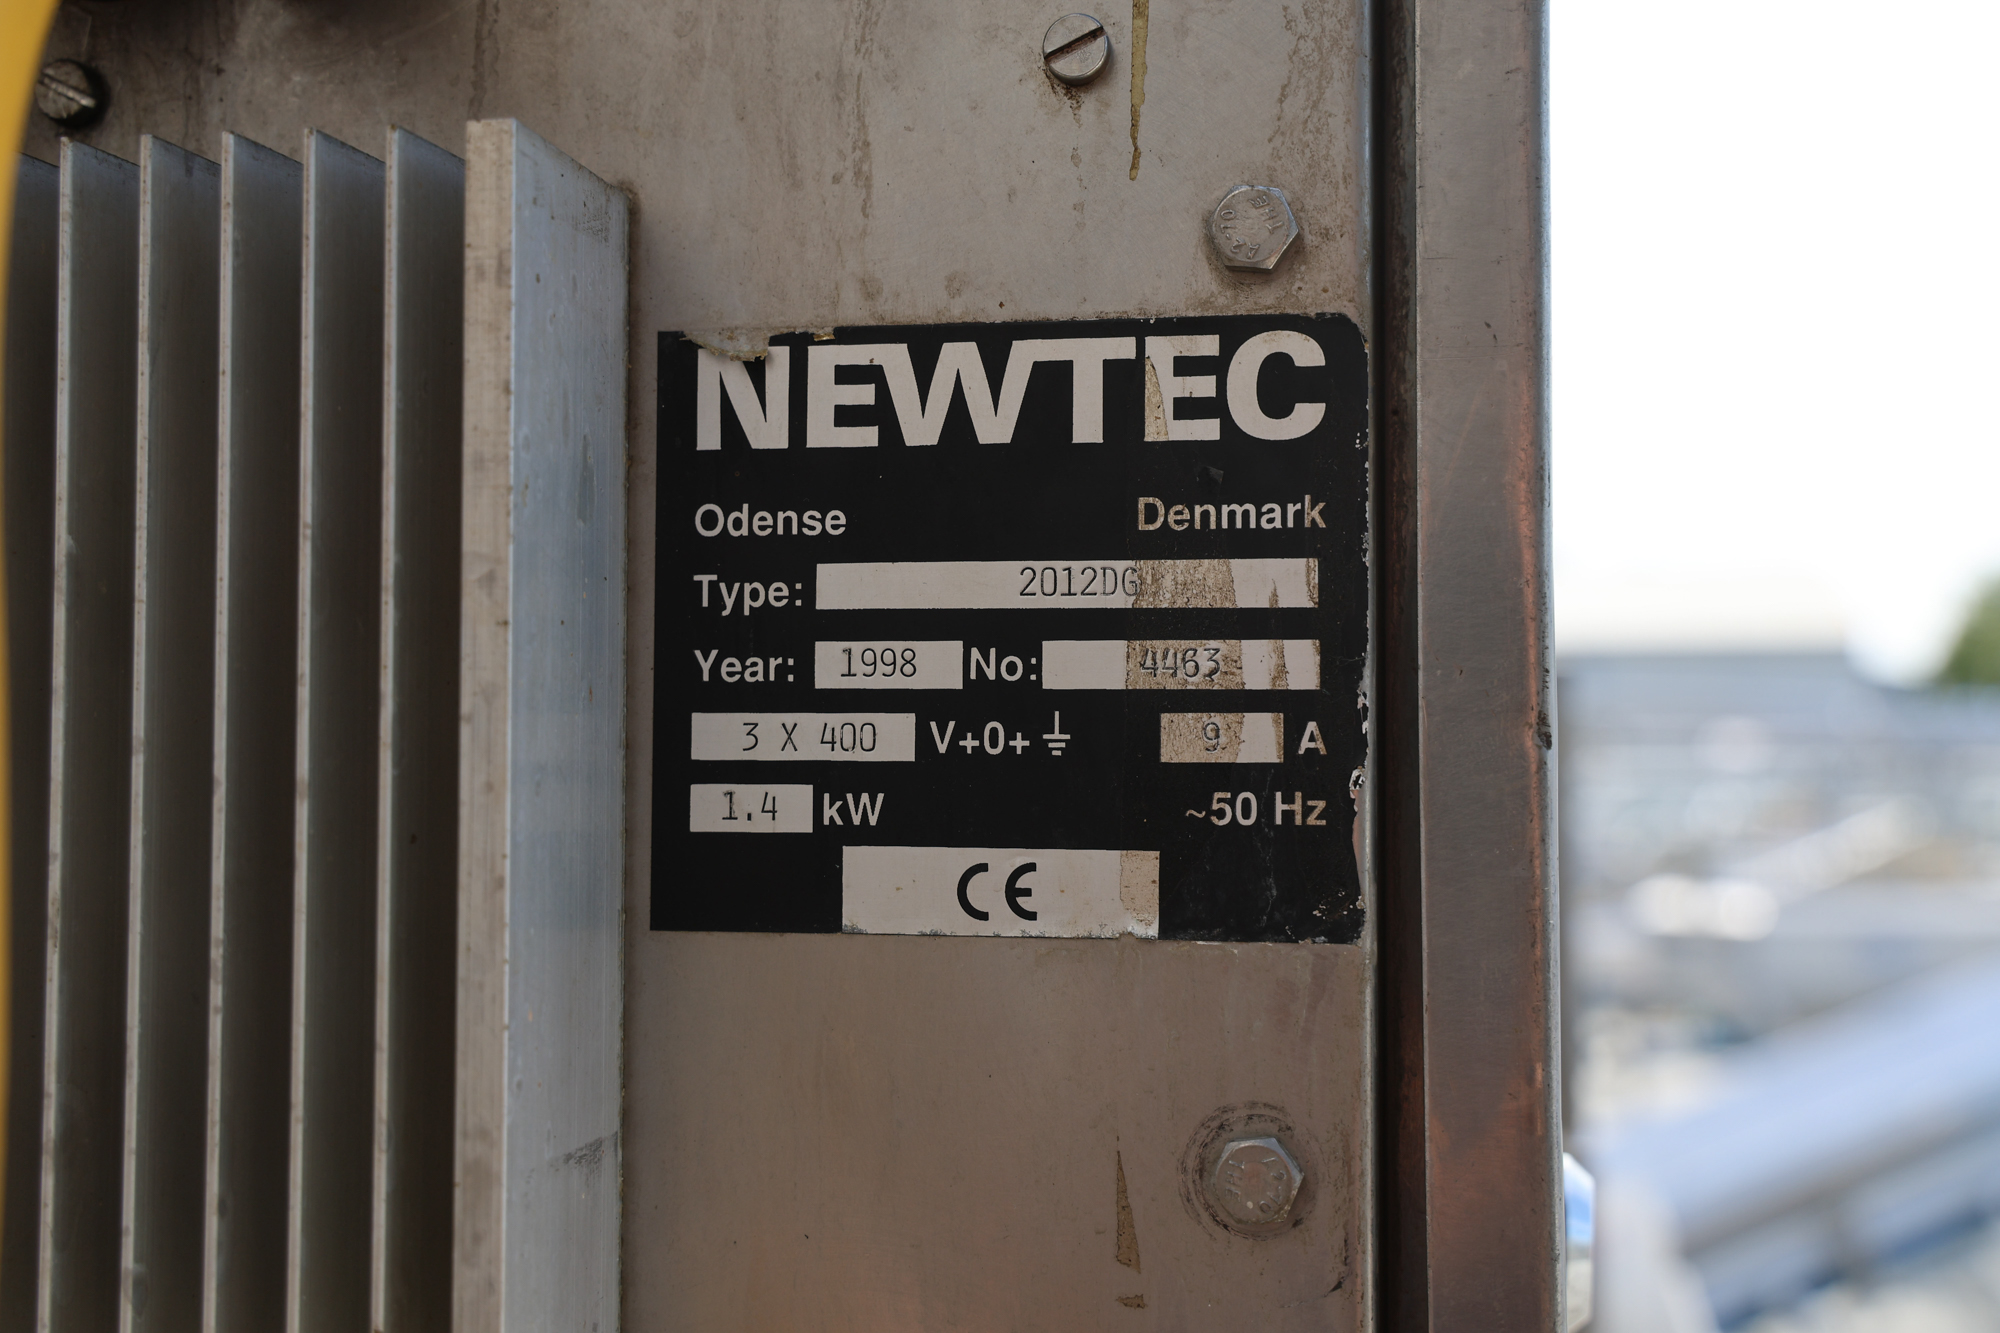 NEWTEC
Odense Denmark
Type: 2012DG
Year: 1998 No: 4463
3 X 400 V+0+⏚ 9 A
1.4 kW ~50 Hz
CE